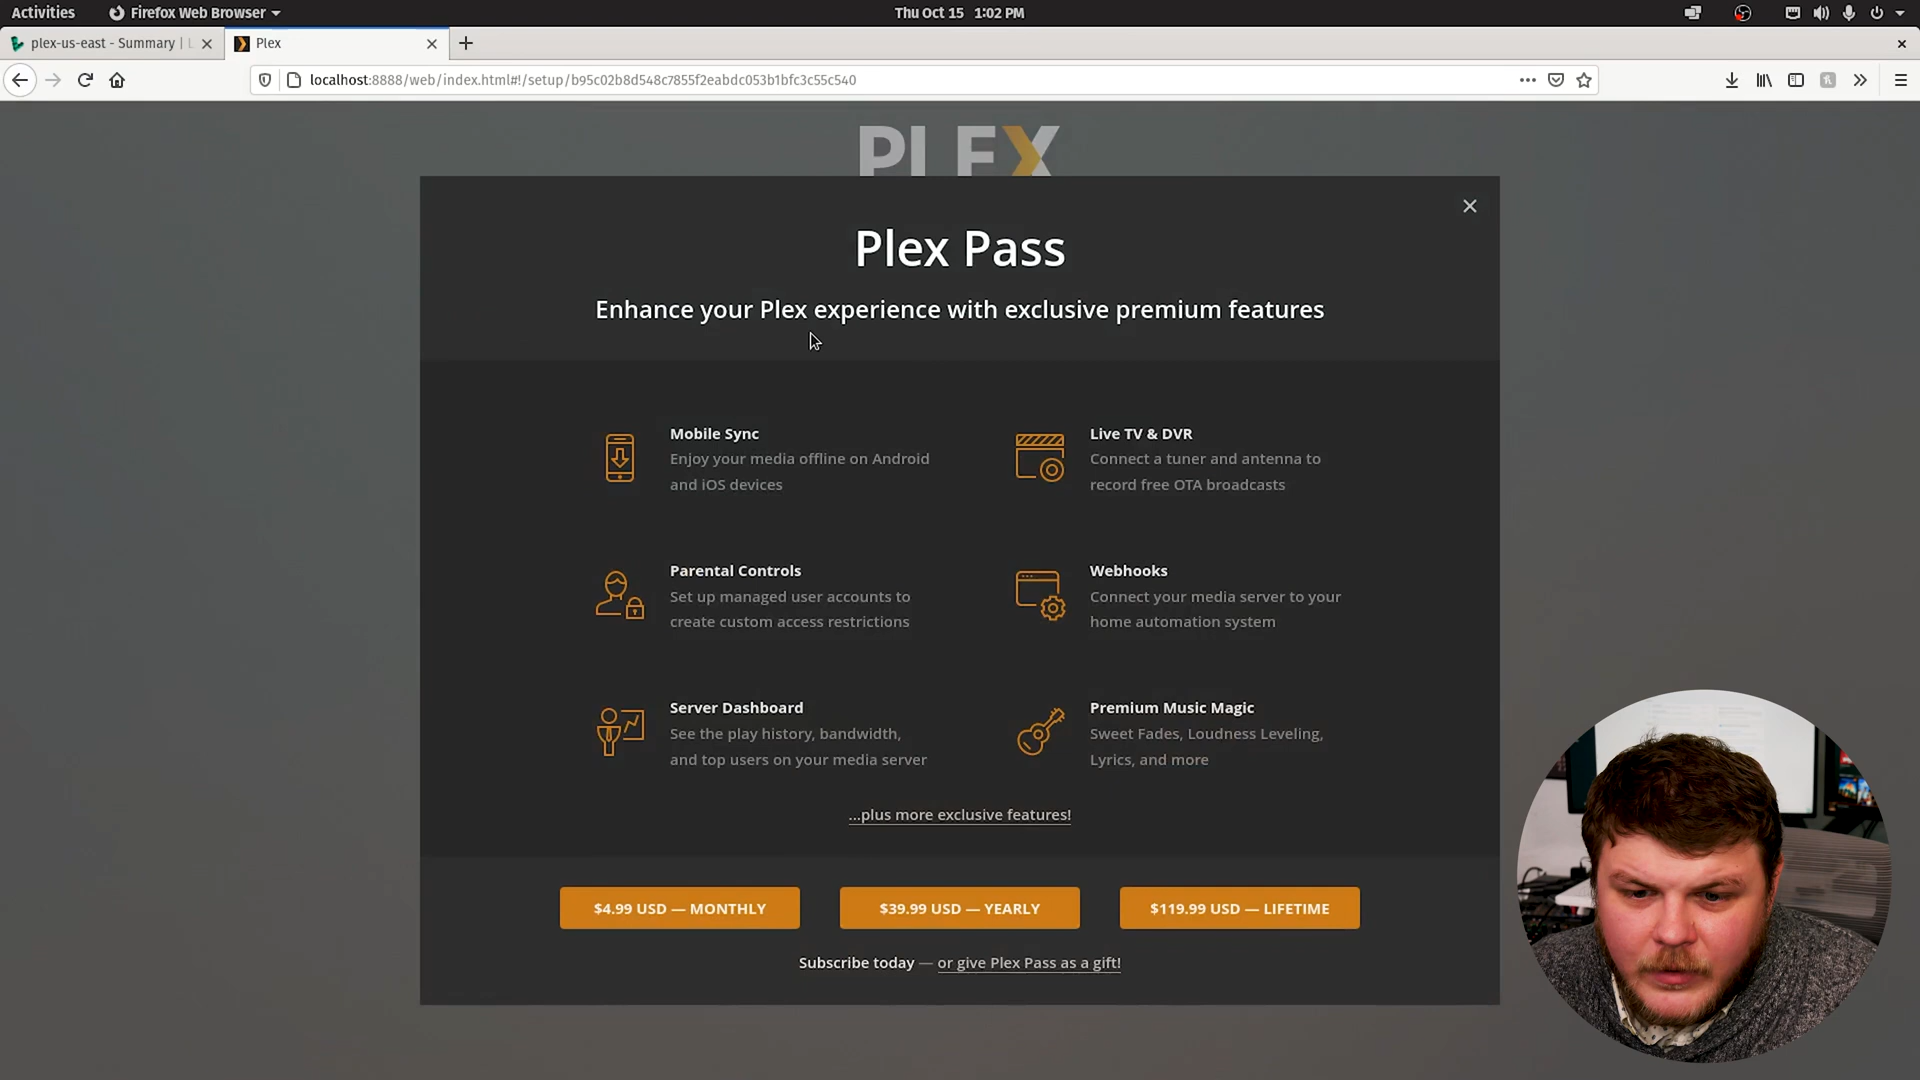 Activities
Firefox Web Browser
Thu Oct 15 1:02 PM
plex-us-east - Summary |
Plex
localhost:8888/web/index.html#!/setup/b95c02b8d548c7855f2eabdc053b1bfc3c55c540
PLEX
Plex Pass
Enhance your Plex experience with exclusive premium features
Mobile Sync
Enjoy your media offline on Android
and iOS devices
Live TV & DVR
Connect a tuner and antenna to
record free OTA broadcasts
Parental Controls
Set up managed user accounts to
create custom access restrictions
Webhooks
Connect your media server to your
home automation system
Server Dashboard
See the play history, bandwidth,
and top users on your media server
Premium Music Magic
Sweet Fades, Loudness Leveling,
Lyrics, and more
...plus more exclusive features!
$4.99 USD — MONTHLY
$39.99 USD — YEARLY
$119.99 USD — LIFETIME
Subscribe today — or give Plex Pass as a gift!